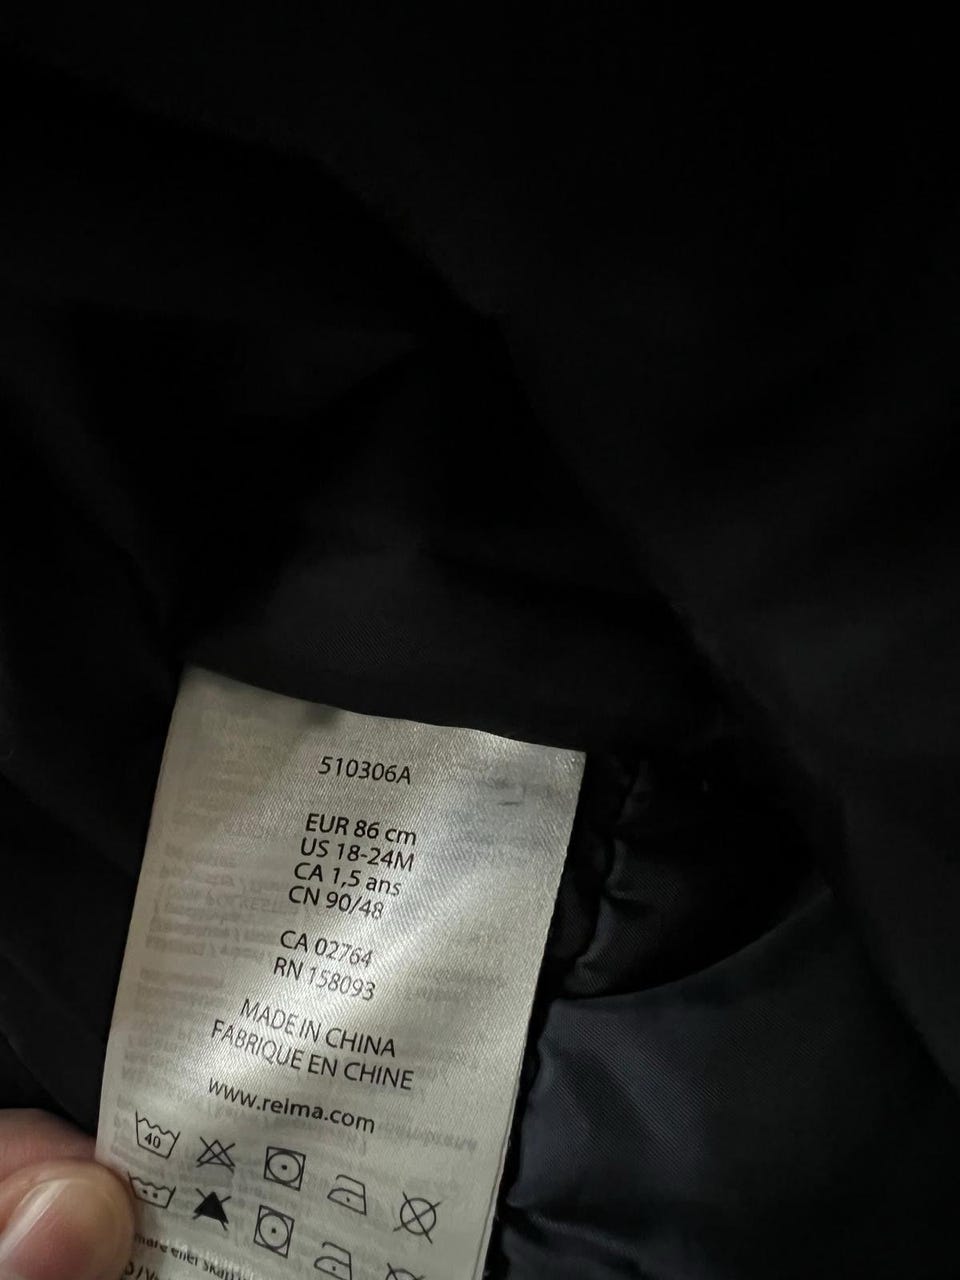 510306A
EUR 86 cm
US 18-24M
CA 1,5 ans
CN 90/48
CA 02764
RN 158093
MADE IN CHINA
FABRIQUE EN CHINE
www.reima.com
40